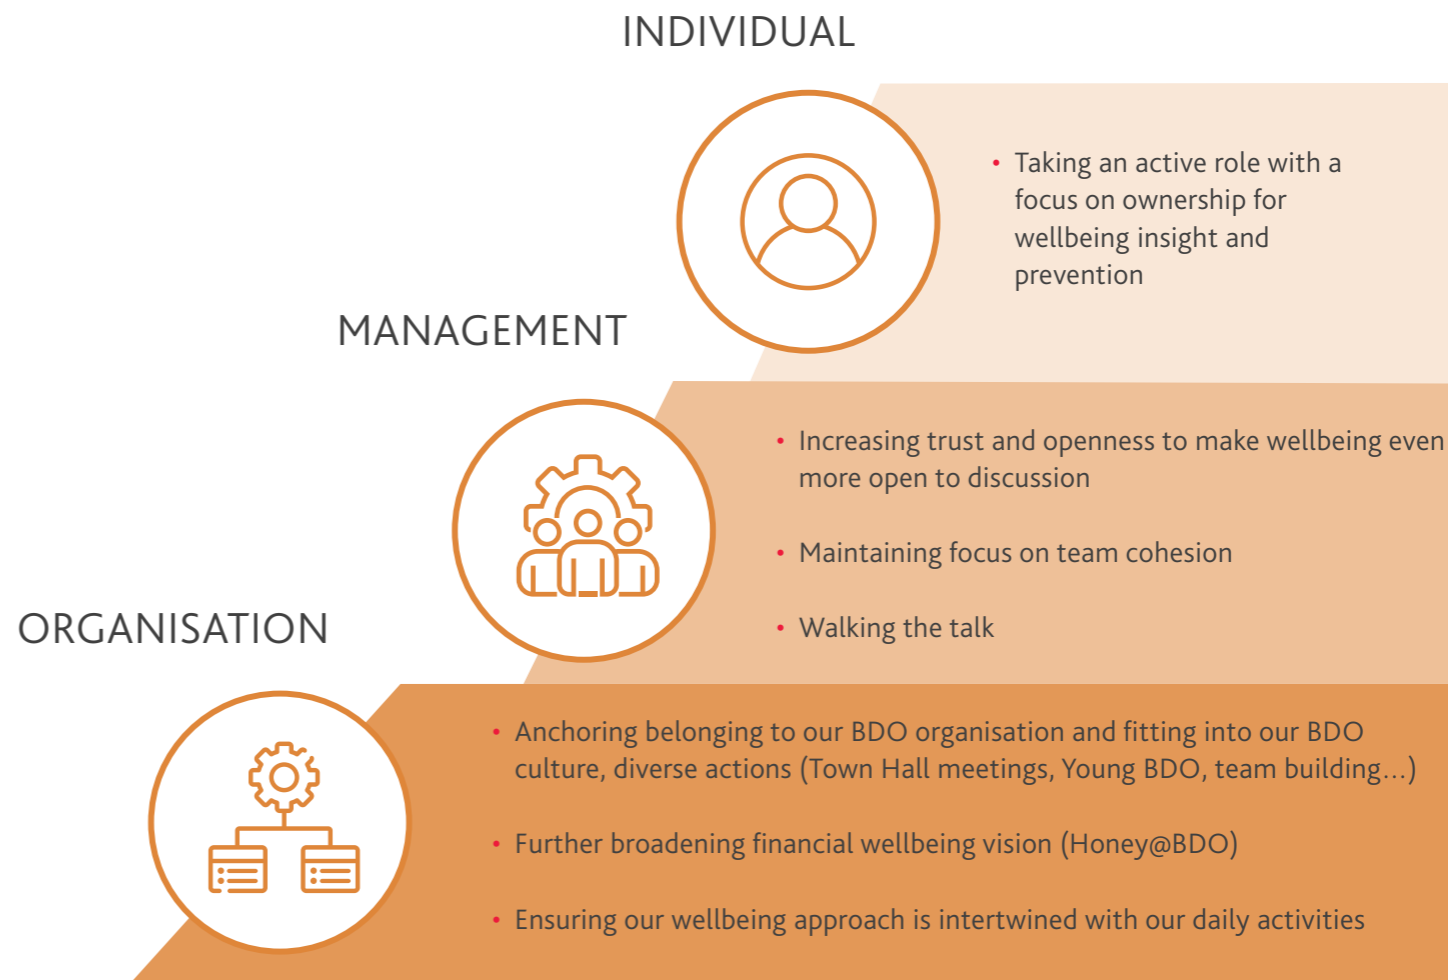 INDIVIDUAL
• Taking an active role with a
focus on ownership for
wellbeing insight and
prevention
MANAGEMENT
• Increasing trust and openness to make wellbeing even
more open to discussion
• Maintaining focus on team cohesion
• Walking the talk
ORGANISATION
• Anchoring belonging to our BDO organisation and fitting into our BDO
culture, diverse actions (Town Hall meetings, Young BDO, team building…)
• Further broadening financial wellbeing vision (Honey@BDO)
• Ensuring our wellbeing approach is intertwined with our daily activities